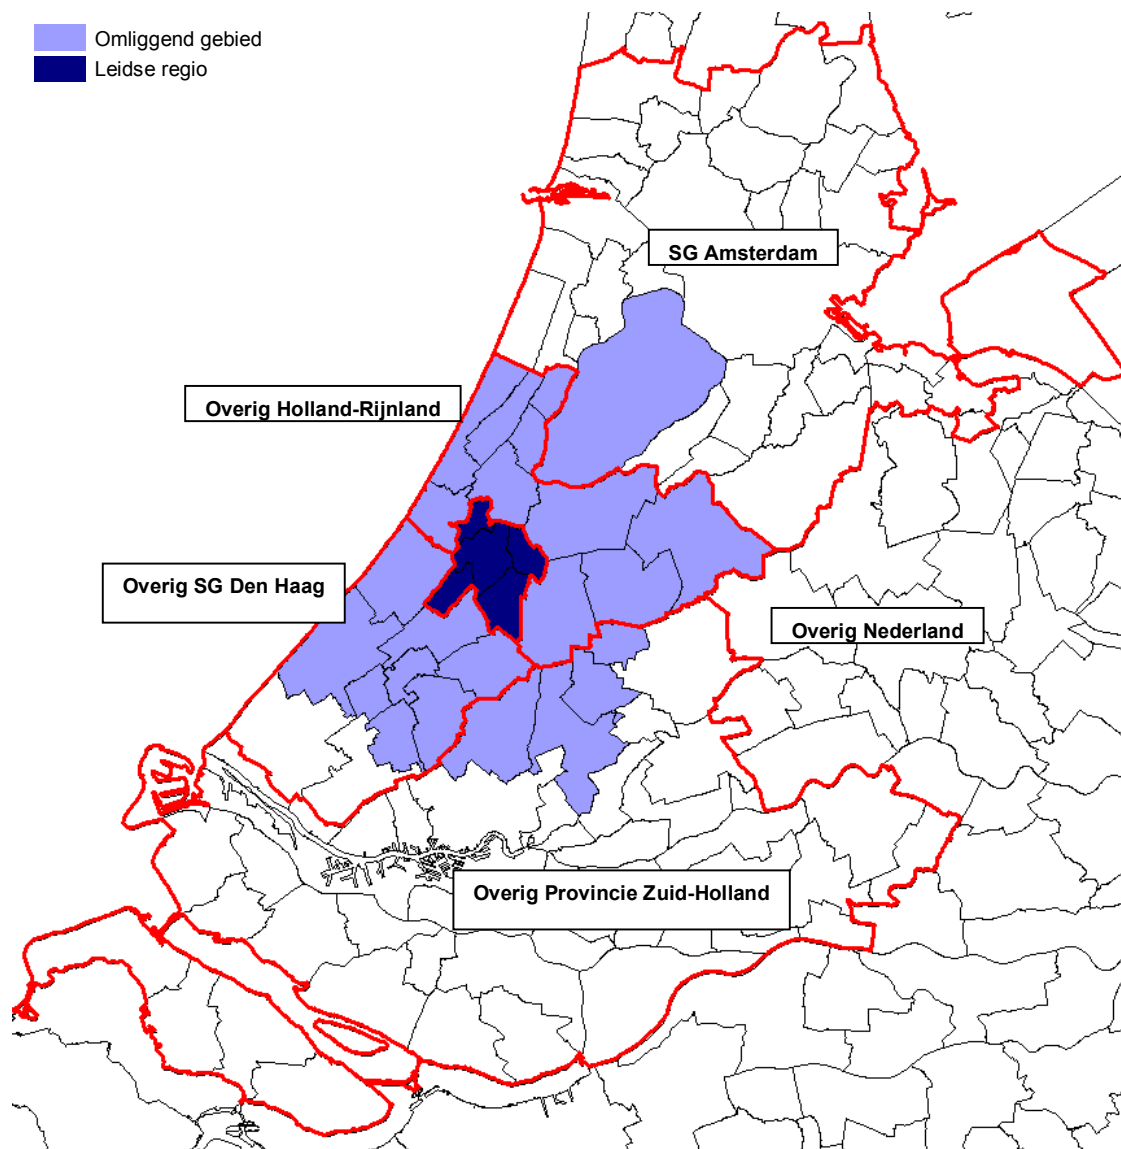 Omliggend gebied
Leidse regio
SG Amsterdam
Overig Holland-Rijnland
Overig SG Den Haag
Overig Nederland
Overig Provincie Zuid-Holland